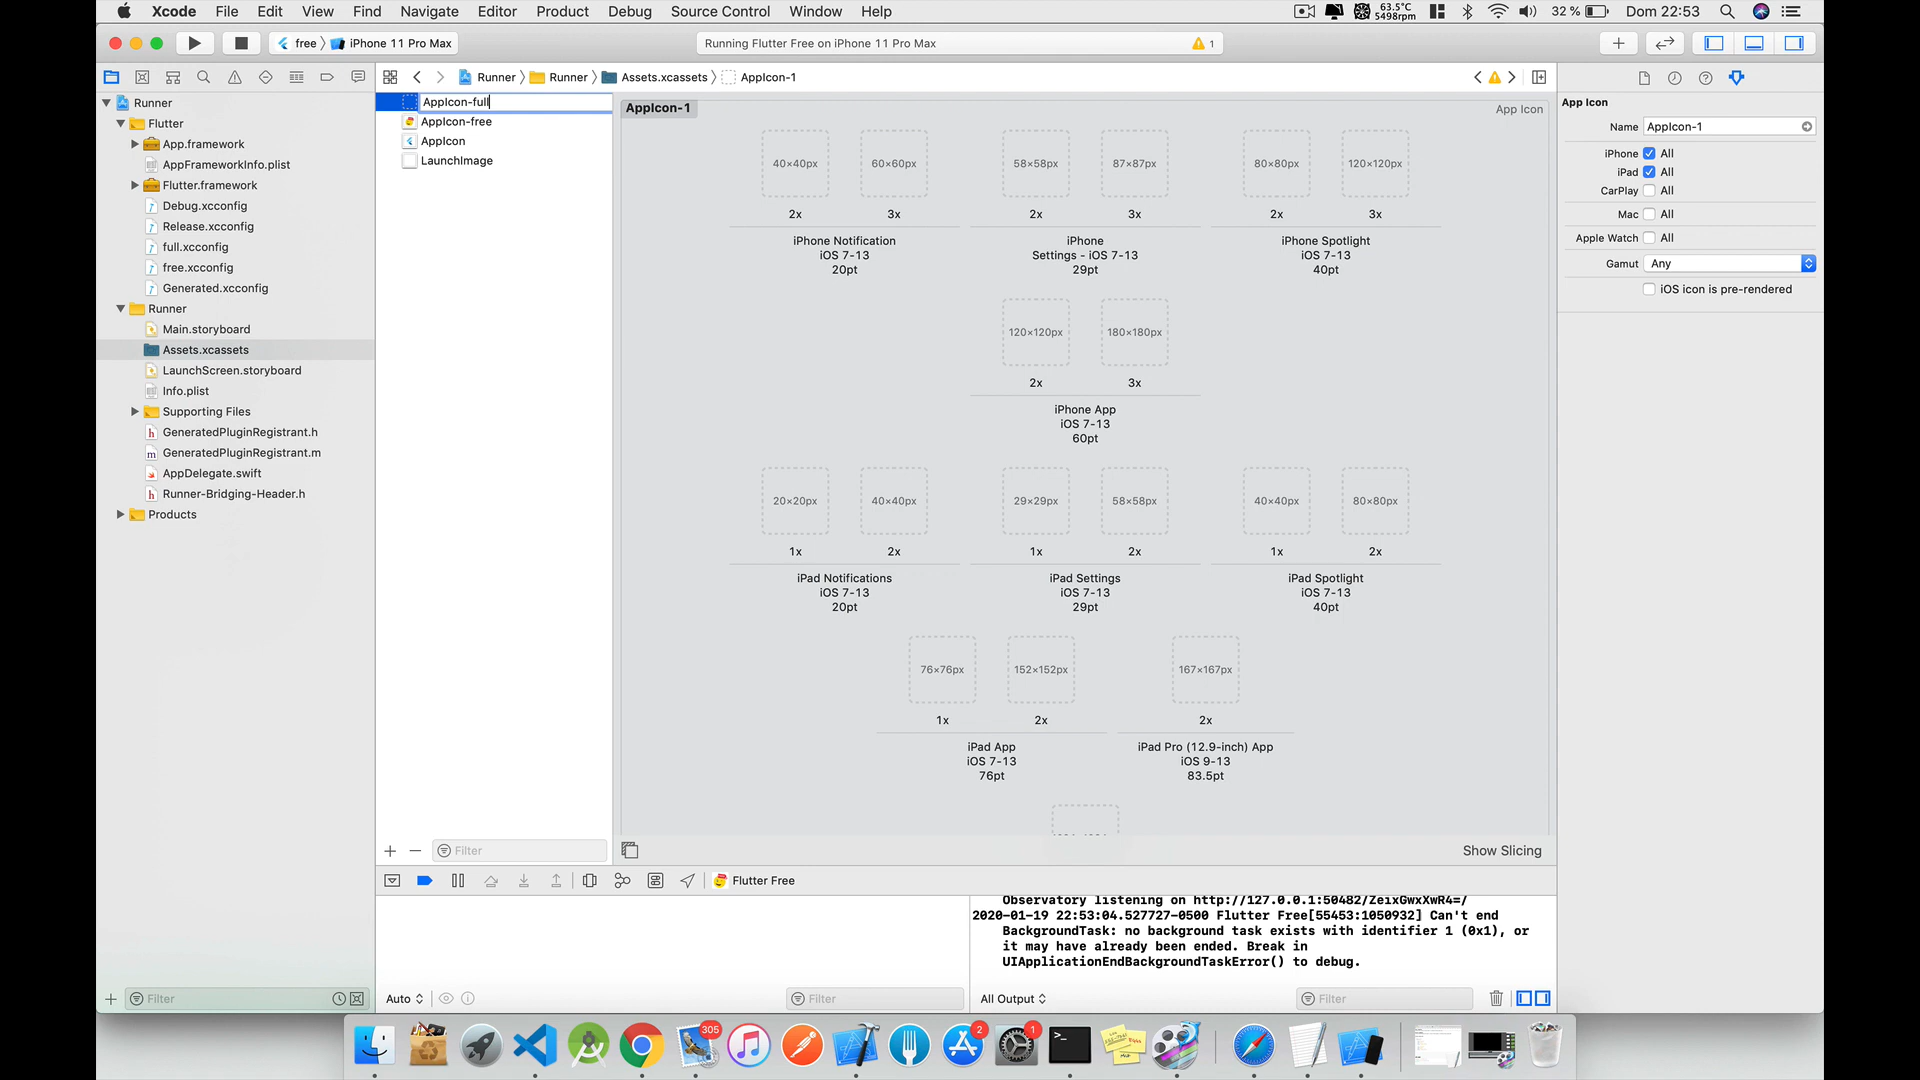 Xcode File Edit View Find Navigate Editor Product Debug Source Control Window Help
63.5°C
5498rpm
32 % Dom 22:53
free iPhone 11 Pro Max
Running Flutter Free on iPhone 11 Pro Max
1
Runner Runner Assets.xcassets AppIcon-1
Runner
Flutter
App.framework
AppFrameworkInfo.plist
Flutter.framework
Debug.xcconfig
Release.xcconfig
full.xcconfig
free.xcconfig
Generated.xcconfig
Runner
Main.storyboard
Assets.xcassets
LaunchScreen.storyboard
Info.plist
Supporting Files
GeneratedPluginRegistrant.h
GeneratedPluginRegistrant.m
AppDelegate.swift
Runner-Bridging-Header.h
Products
Filter
AppIcon-full
AppIcon-free
AppIcon
LaunchImage
Filter
AppIcon-1
App Icon
40×40px 60×60px 58×58px 87×87px 80×80px 120×120px
2x 3x 2x 3x 2x 3x
iPhone Notification
iOS 7-13
20pt
iPhone
Settings - iOS 7-13
29pt
iPhone Spotlight
iOS 7-13
40pt
120×120px 180×180px
2x 3x
iPhone App
iOS 7-13
60pt
20×20px 40×40px 29×29px 58×58px 40×40px 80×80px
1x 2x 1x 2x 1x 2x
iPad Notifications
iOS 7-13
20pt
iPad Settings
iOS 7-13
29pt
iPad Spotlight
iOS 7-13
40pt
76×76px 152×152px 167×167px
1x 2x 2x
iPad App
iOS 7-13
76pt
iPad Pro (12.9-inch) App
iOS 9-13
83.5pt
Show Slicing
Flutter Free
Observatory listening on http://127.0.0.1:50482/ZeixGwxXwR4=/
2020-01-19 22:53:04.527727-0500 Flutter Free[55453:1050932] Can't end
BackgroundTask: no background task exists with identifier 1 (0x1), or
it may have already been ended. Break in
UIApplicationEndBackgroundTaskError() to debug.
Auto
Filter
All Output
Filter
App Icon
Name AppIcon-1
iPhone All
iPad All
CarPlay All
Mac All
Apple Watch All
Gamut Any
iOS icon is pre-rendered
305
2
1